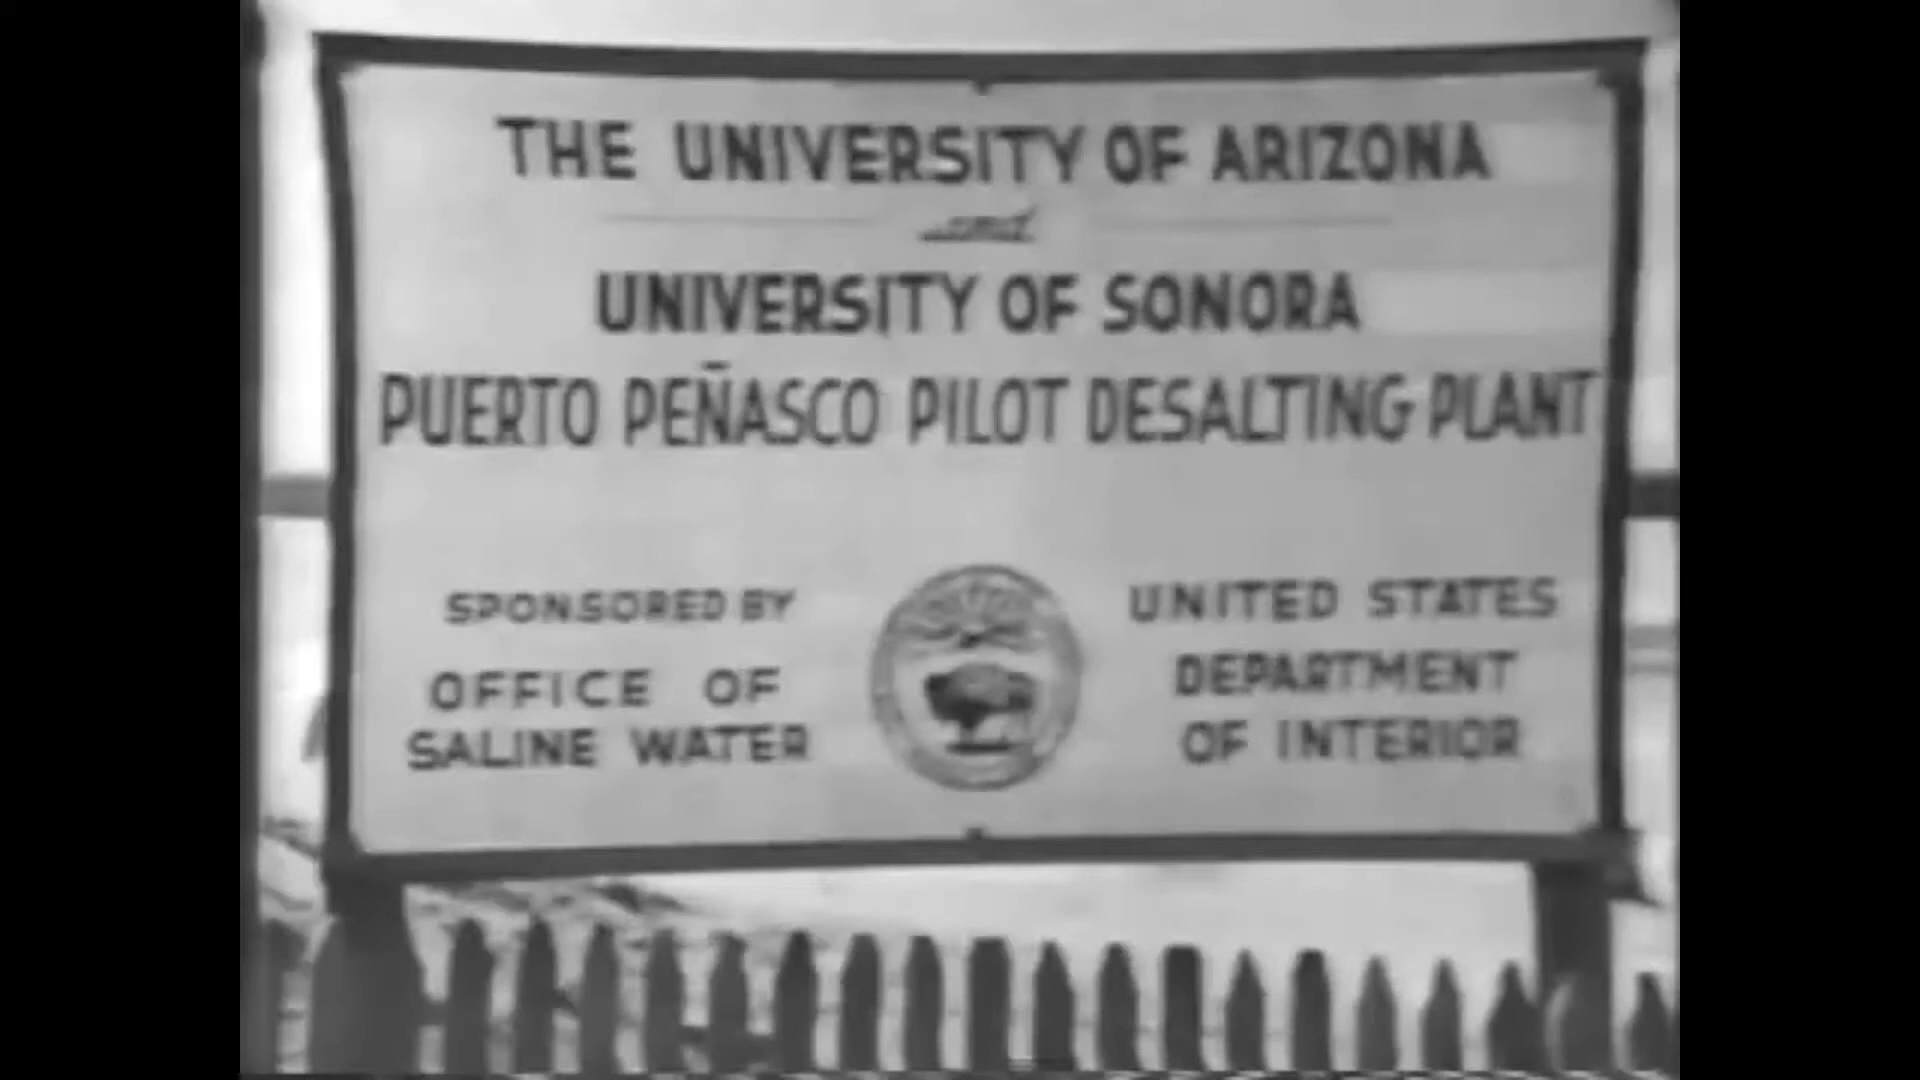 THE UNIVERSITY OF ARIZONA
and
UNIVERSITY OF SONORA
PUERTO PEÑASCO PILOT DESALTING PLANT
SPONSORED BY
OFFICE OF
SALINE WATER
UNITED STATES
DEPARTMENT
OF INTERIOR